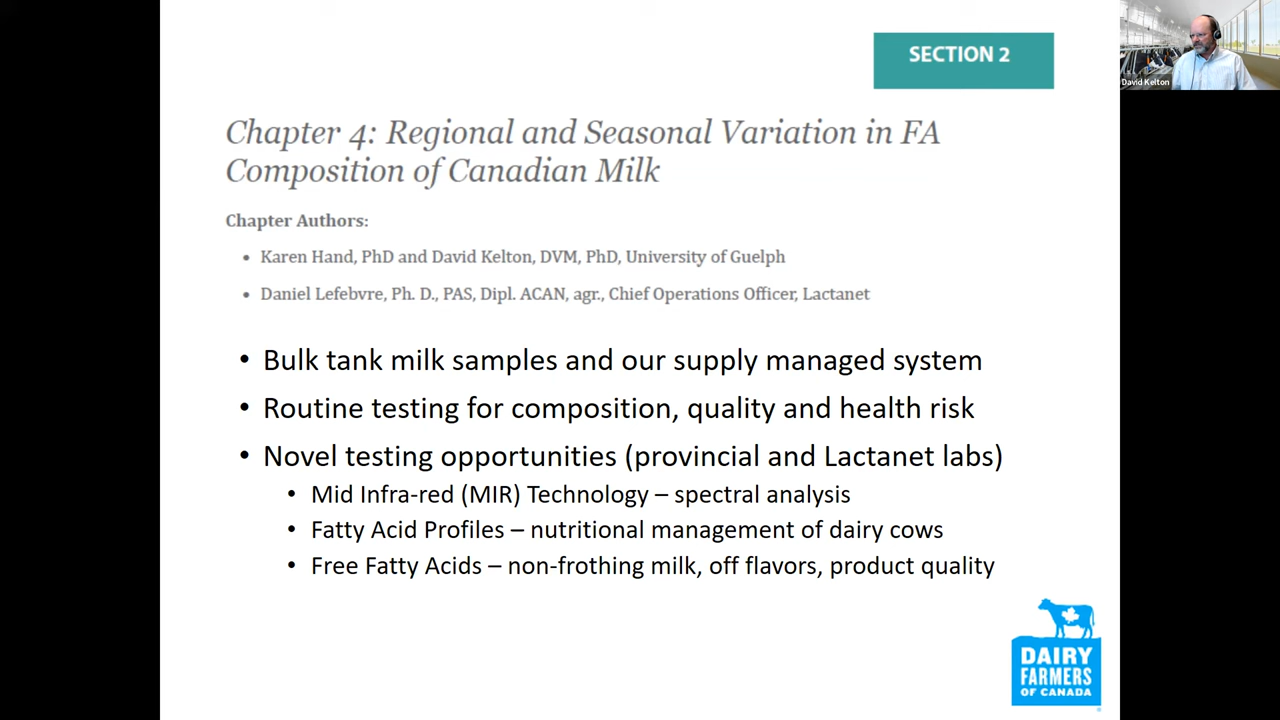 SECTION 2
David Kelton
Chapter 4: Regional and Seasonal Variation in FA
Composition of Canadian Milk
Chapter Authors:
• Karen Hand, PhD and David Kelton, DVM, PhD, University of Guelph
• Daniel Lefebvre, Ph. D., PAS, Dipl. ACAN, agr., Chief Operations Officer, Lactanet
• Bulk tank milk samples and our supply managed system
• Routine testing for composition, quality and health risk
• Novel testing opportunities (provincial and Lactanet labs)
• Mid Infra-red (MIR) Technology – spectral analysis
• Fatty Acid Profiles – nutritional management of dairy cows
• Free Fatty Acids – non-frothing milk, off flavors, product quality
DAIRY
FARMERS
OF CANADA